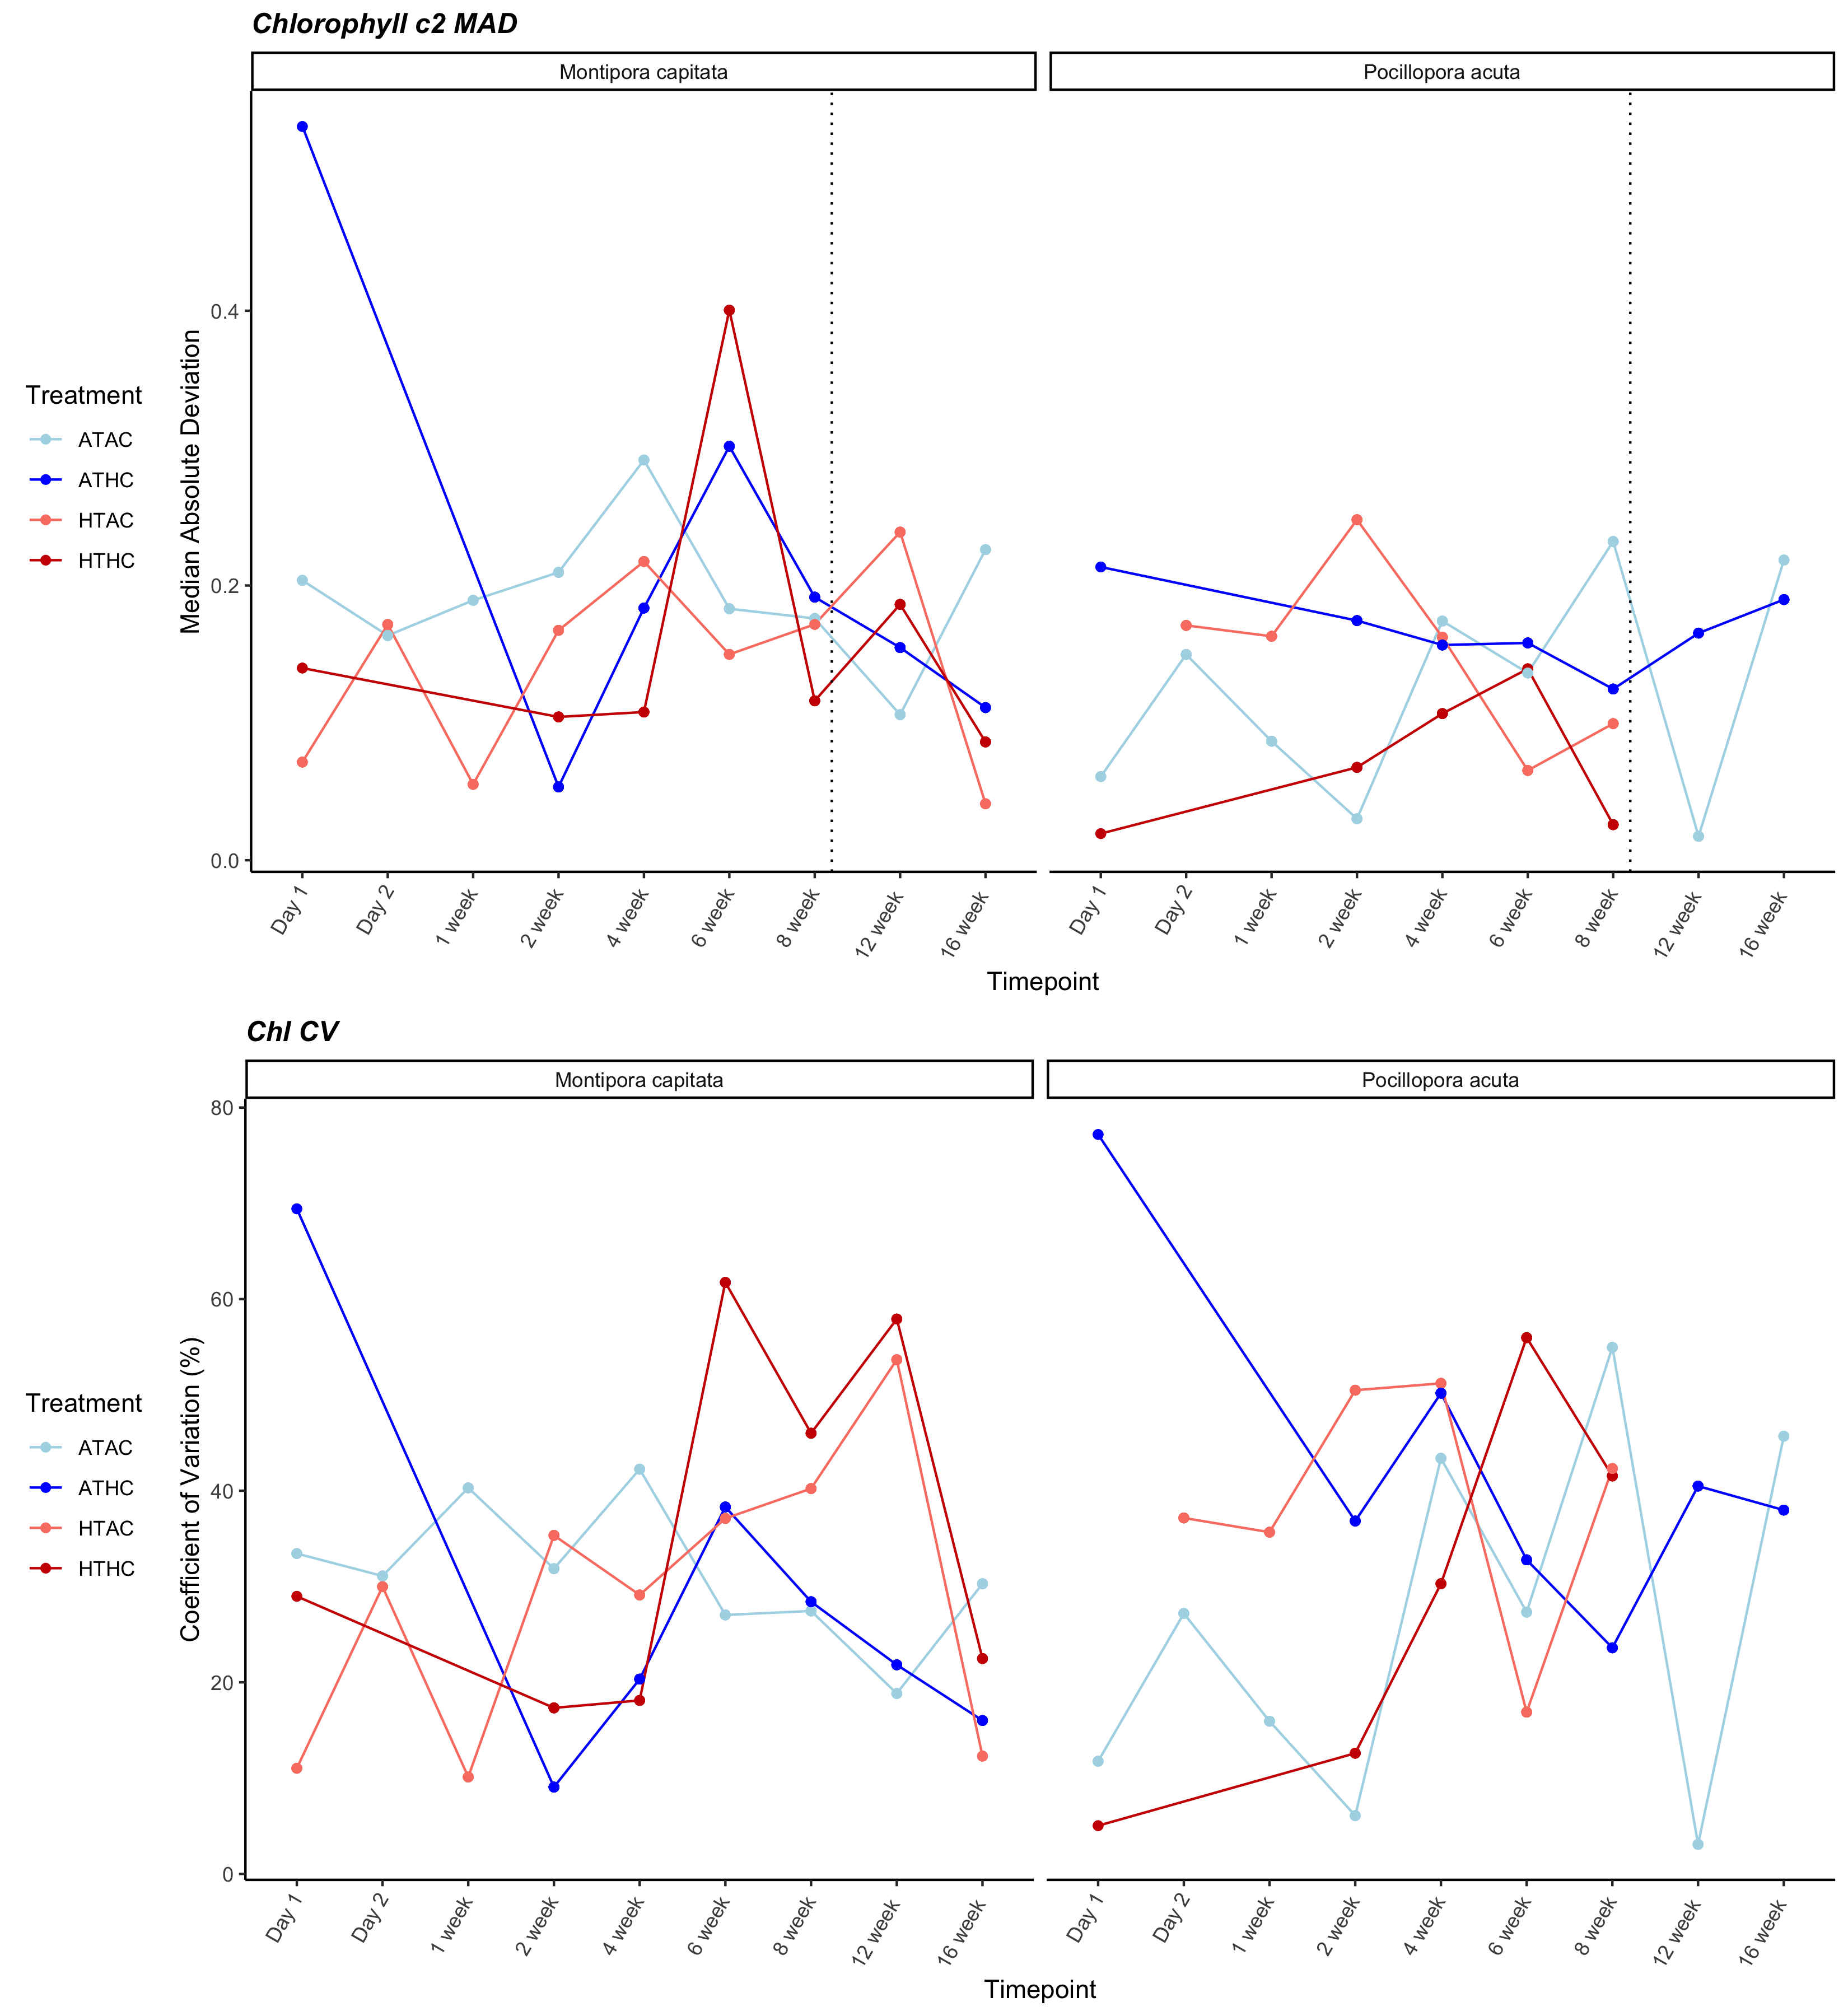 Chlorophyll c2 MAD
Montipora capitata
Pocillopora acuta
Median Absolute Deviation
0.4
0.2
0.0
Treatment
ATAC
ATHC
HTAC
HTHC
Day 1
Day 2
1 week
2 week
4 week
6 week
8 week
12 week
16 week
Day 1
Day 2
1 week
2 week
4 week
6 week
8 week
12 week
16 week
Timepoint
Chl CV
Montipora capitata
Pocillopora acuta
Coefficient of Variation (%)
80
60
40
20
0
Treatment
ATAC
ATHC
HTAC
HTHC
Day 1
Day 2
1 week
2 week
4 week
6 week
8 week
12 week
16 week
Day 1
Day 2
1 week
2 week
4 week
6 week
8 week
12 week
16 week
Timepoint